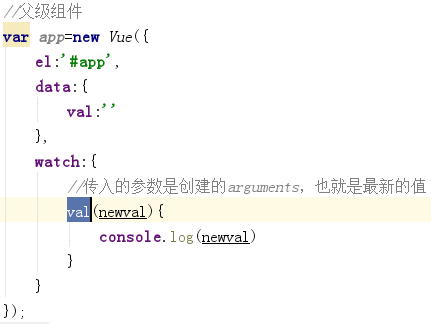 //父级组件
var app=new Vue({
el:'#app',
data:{
val:''
},
watch:{
//传入的参数是创建的arguments，也就是最新的值
val(newval){
console.log(newval)
}
}
});